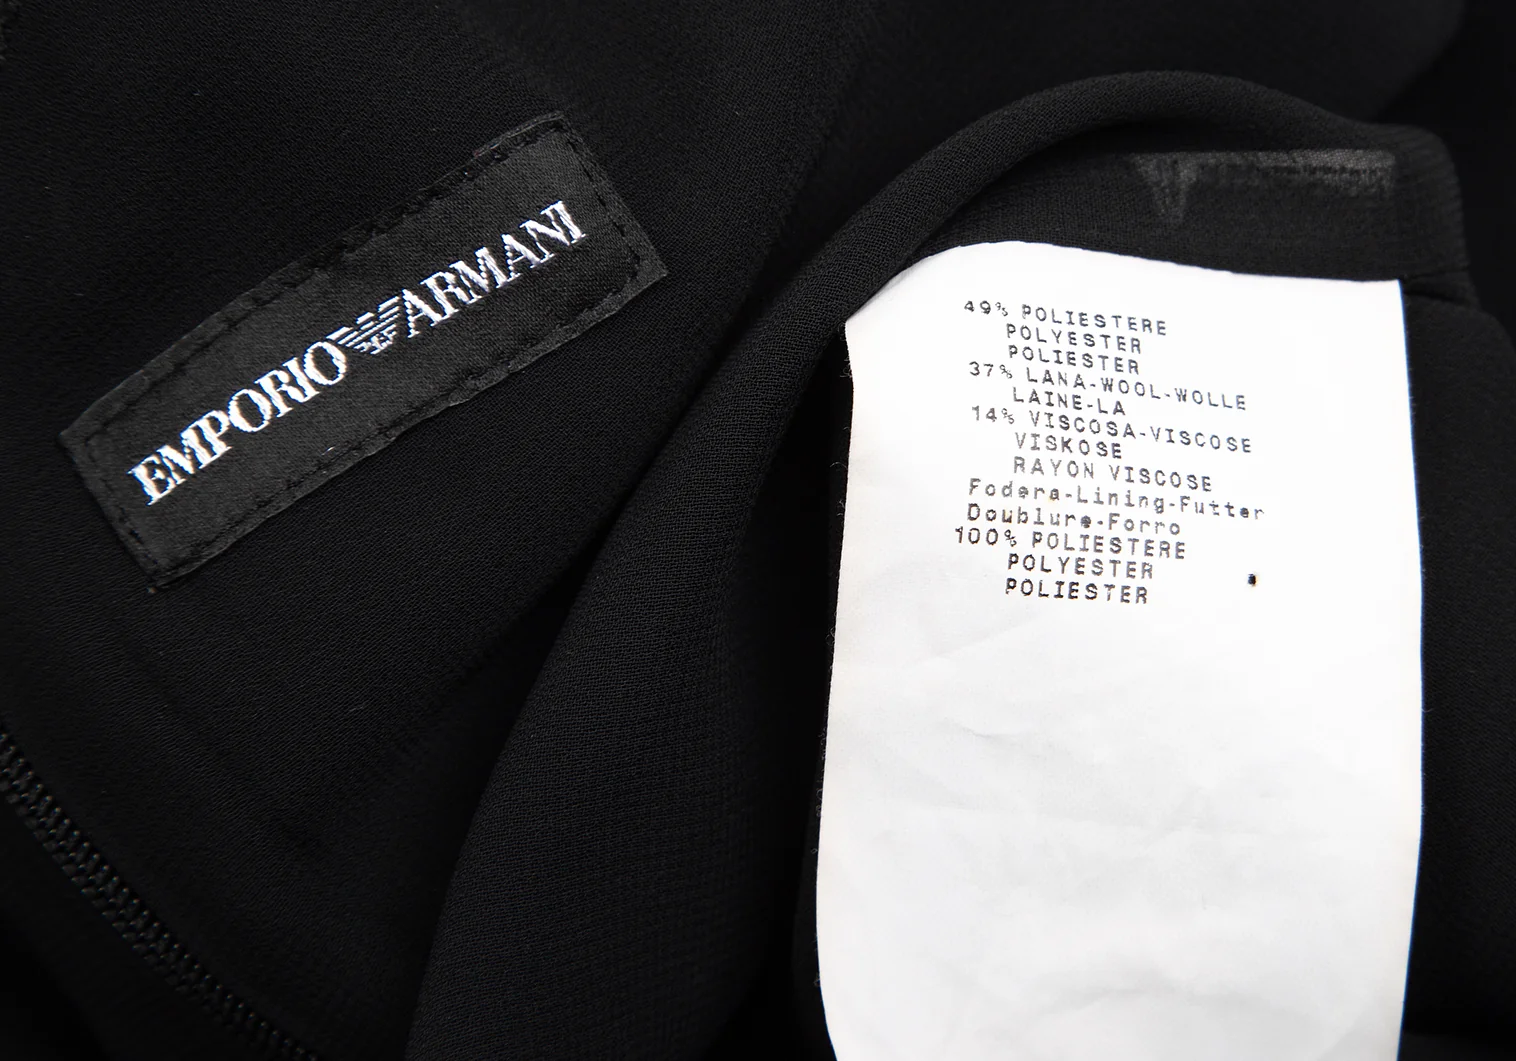 EMPORIO ARMANI
49% POLIESTERE
POLYESTER
POLIESTER
37% LANA-WOOL-WOLLE
LAINE-LA
14% VISCOSA-VISCOSE
VISKOSE
RAYON VISCOSE
Fodera-Lining-Futter
Doublure-Forro
100% POLIESTERE
POLYESTER
POLIESTER